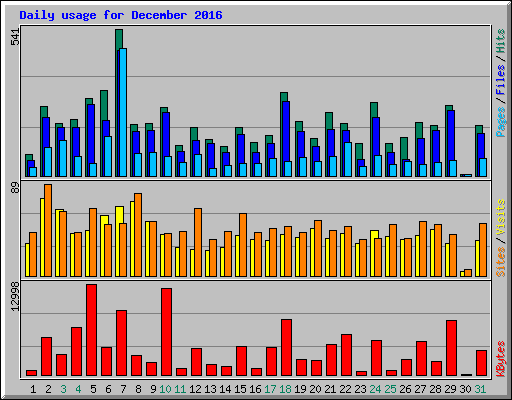 Daily usage for December 2016
541
Pages / Files / Hits
89
Sites / Visits
12998
KBytes
1 2 3 4 5 6 7 8 9 10 11 12 13 14 15 16 17 18 19 20 21 22 23 24 25 26 27 28 29 30 31